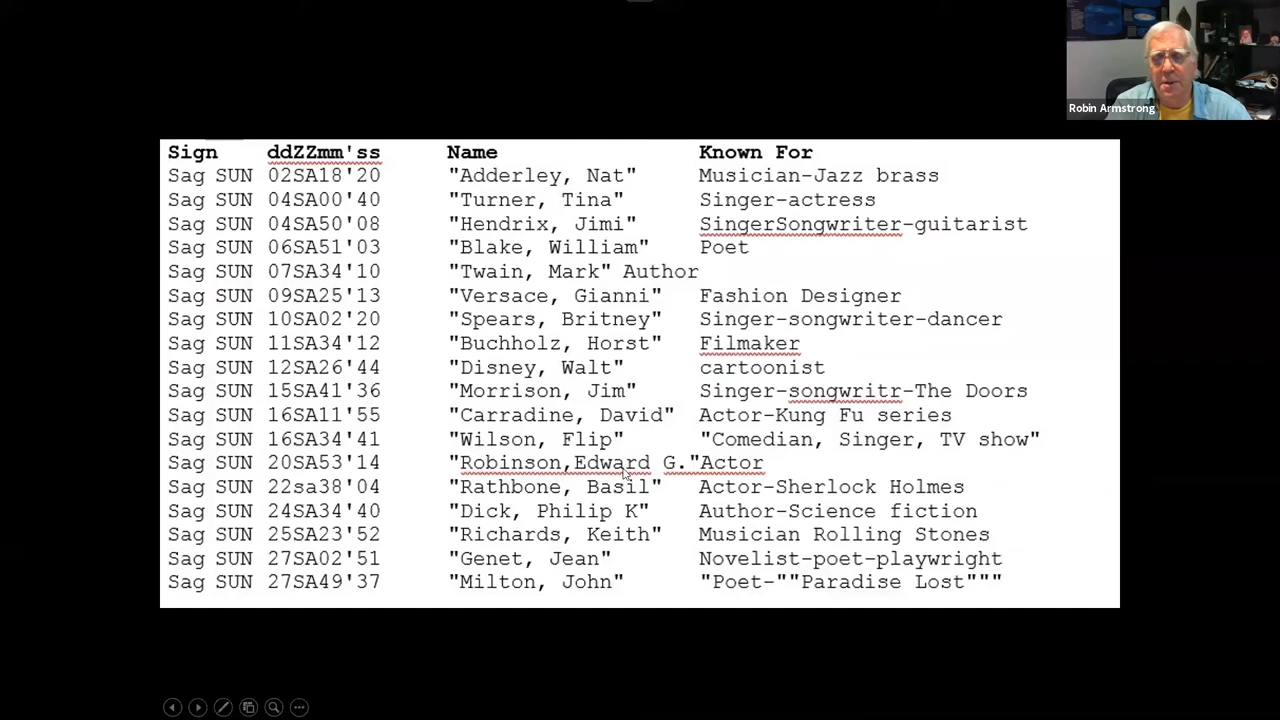 Robin Armstrong
Sign ddZZmm'ss Name Known For
Sag SUN 02SA18'20 "Adderley, Nat" Musician-Jazz brass
Sag SUN 04SA00'40 "Turner, Tina" Singer-actress
Sag SUN 04SA50'08 "Hendrix, Jimi" SingerSongwriter-guitarist
Sag SUN 06SA51'03 "Blake, William" Poet
Sag SUN 07SA34'10 "Twain, Mark" Author
Sag SUN 09SA25'13 "Versace, Gianni" Fashion Designer
Sag SUN 10SA02'20 "Spears, Britney" Singer-songwriter-dancer
Sag SUN 11SA34'12 "Buchholz, Horst" Filmaker
Sag SUN 12SA26'44 "Disney, Walt" cartoonist
Sag SUN 15SA41'36 "Morrison, Jim" Singer-songwritr-The Doors
Sag SUN 16SA11'55 "Carradine, David" Actor-Kung Fu series
Sag SUN 16SA34'41 "Wilson, Flip" "Comedian, Singer, TV show"
Sag SUN 20SA53'14 "Robinson,Edward G."Actor
Sag SUN 22sa38'04 "Rathbone, Basil" Actor-Sherlock Holmes
Sag SUN 24SA34'40 "Dick, Philip K" Author-Science fiction
Sag SUN 25SA23'52 "Richards, Keith" Musician Rolling Stones
Sag SUN 27SA02'51 "Genet, Jean" Novelist-poet-playwright
Sag SUN 27SA49'37 "Milton, John" "Poet-""Paradise Lost"""